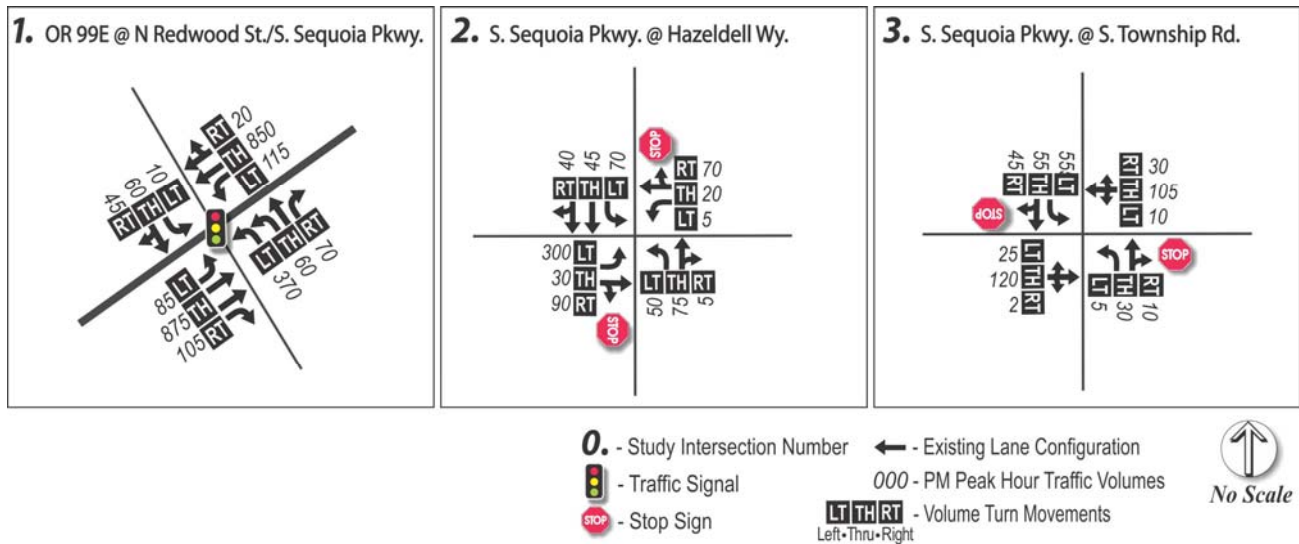 1. OR 99E @ N Redwood St./S. Sequoia Pkwy.
RT 20
TH 850
LT 115
10 LT
60 TH
45 RT
LT TH RT
370 60 70
85 LT
875 TH
105 RT
2. S. Sequoia Pkwy. @ Hazeldell Wy.
STOP
40 45 70
RT TH LT
RT 70
TH 20
LT 5
300 LT
30 TH
90 RT
LT TH RT
50 75 5
STOP
3. S. Sequoia Pkwy. @ S. Township Rd.
45 55 55
RT TH LT
STOP
RT 30
TH 105
LT 10
25 LT
120 TH
2 RT
STOP
LT TH RT
5 30 10
0. - Study Intersection Number
- Traffic Signal
STOP - Stop Sign
- Existing Lane Configuration
000 - PM Peak Hour Traffic Volumes
LT TH RT - Volume Turn Movements
Left•Thru•Right
No Scale